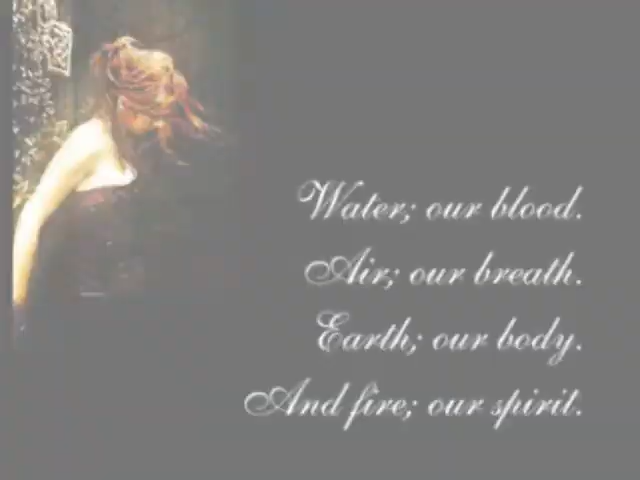 Water; our blood.
Air; our breath.
Earth; our body.
And fire; our spirit.